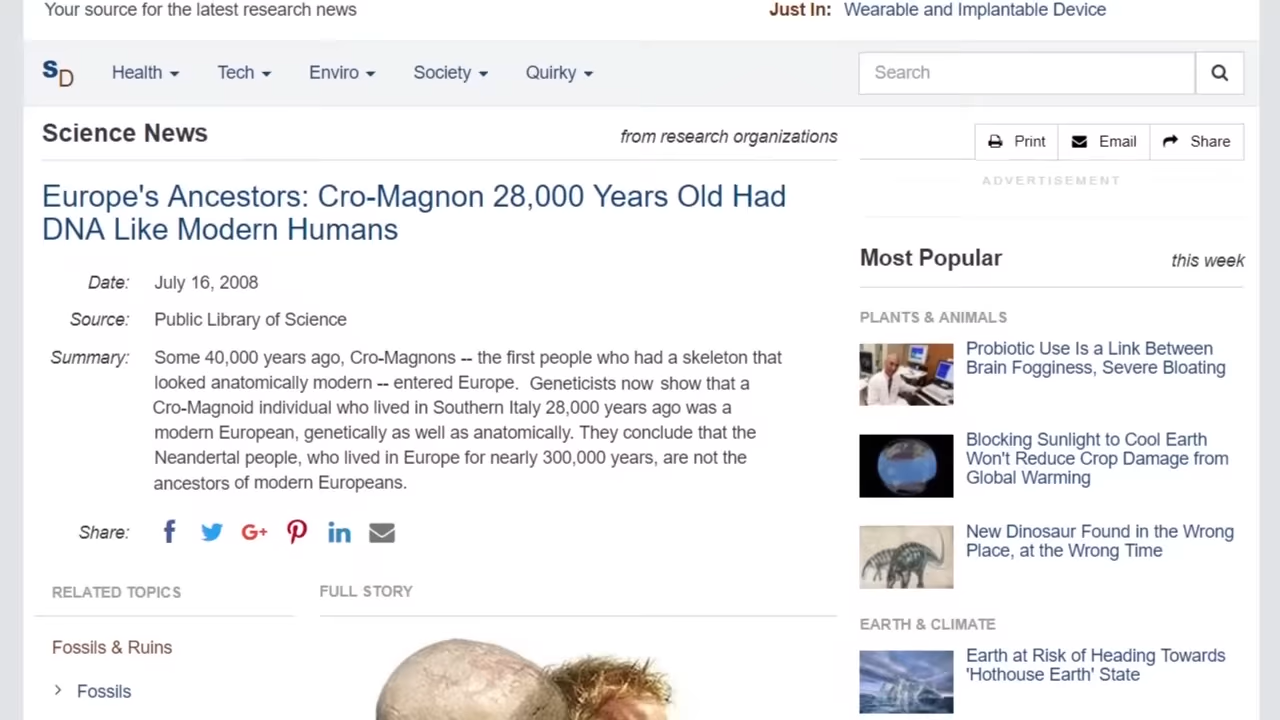 Your source for the latest research news
Just In: Wearable and Implantable Device
SD
Health
Tech
Enviro
Society
Quirky
Search
Science News
from research organizations
Print
Email
Share
ADVERTISEMENT
Europe's Ancestors: Cro-Magnon 28,000 Years Old Had
DNA Like Modern Humans
Date: July 16, 2008
Source: Public Library of Science
Summary: Some 40,000 years ago, Cro-Magnons -- the first people who had a skeleton that
looked anatomically modern -- entered Europe. Geneticists now show that a
Cro-Magnoid individual who lived in Southern Italy 28,000 years ago was a
modern European, genetically as well as anatomically. They conclude that the
Neandertal people, who lived in Europe for nearly 300,000 years, are not the
ancestors of modern Europeans.
Share: f G+ in
RELATED TOPICS
Fossils & Ruins
> Fossils
FULL STORY
Most Popular
this week
PLANTS & ANIMALS
Probiotic Use Is a Link Between
Brain Fogginess, Severe Bloating
Blocking Sunlight to Cool Earth
Won't Reduce Crop Damage from
Global Warming
New Dinosaur Found in the Wrong
Place, at the Wrong Time
EARTH & CLIMATE
Earth at Risk of Heading Towards
'Hothouse Earth' State